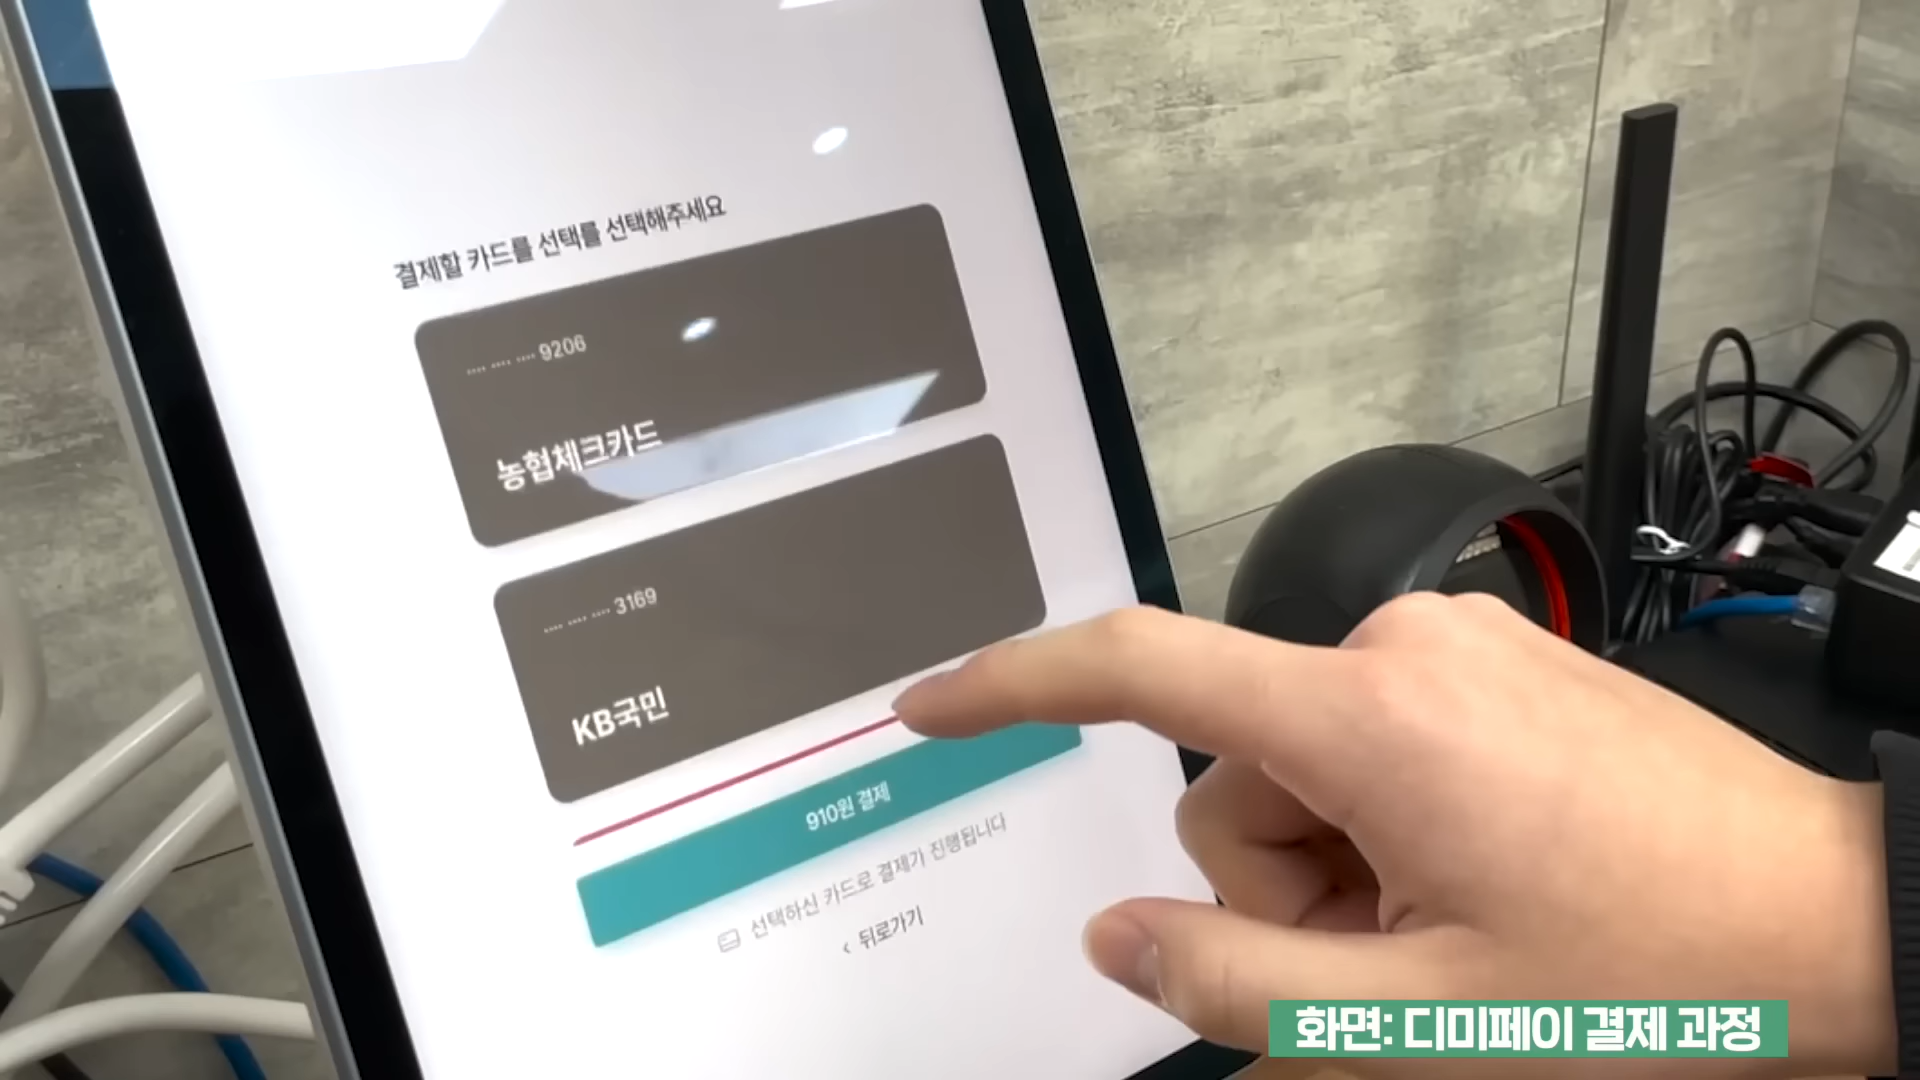 결제할 카드를 선택를 선택해주세요
···· ···· ···· 9206
농협체크카드
···· ···· ···· 3169
KB국민
910원 결제
선택하신 카드로 결제가 진행됩니다
‹ 뒤로가기
화면: 디미페이 결제 과정